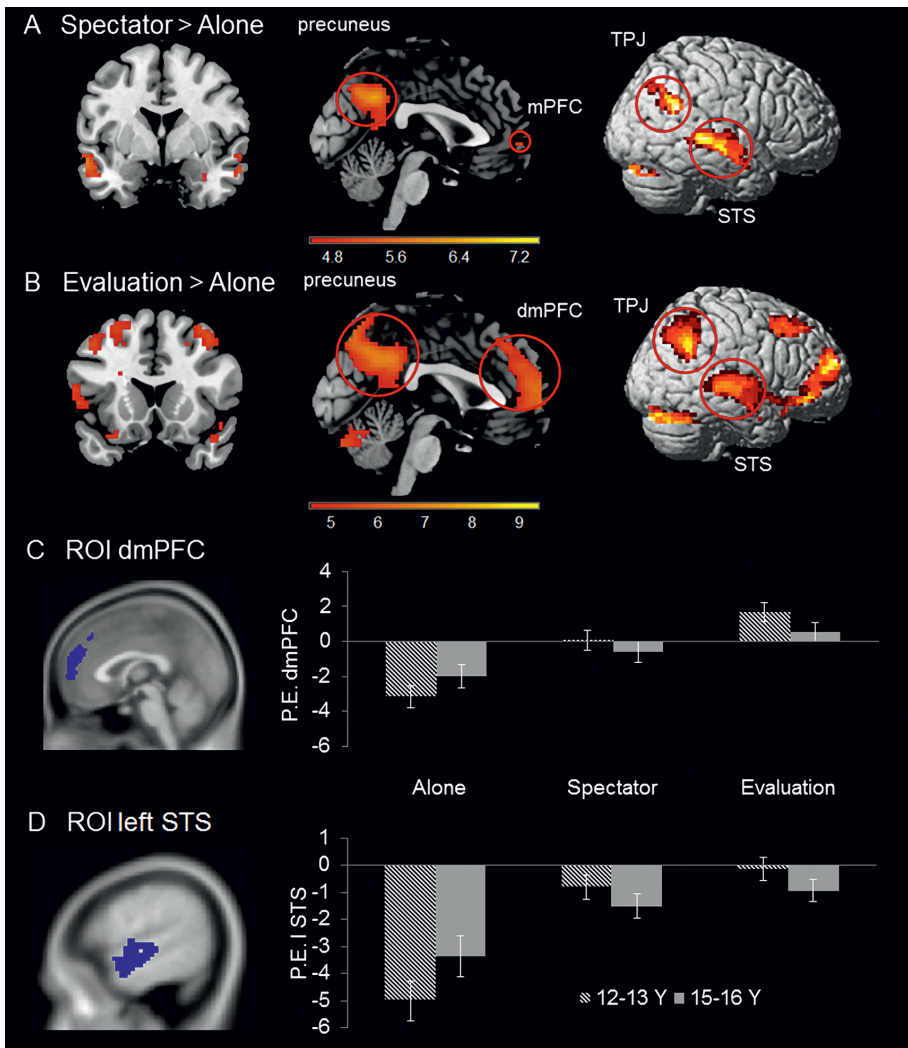 A Spectator > Alone
precuneus
mPFC
TPJ
STS
4.8 5.6 6.4 7.2
B Evaluation > Alone
precuneus
dmPFC
TPJ
STS
5 6 7 8 9
C ROI dmPFC
P.E. dmPFC
4
2
0
-2
-4
-6
Alone Spectator Evaluation
D ROI left STS
P.E. l STS
1
0
-1
-2
-3
-4
-5
-6
12-13 Y 15-16 Y